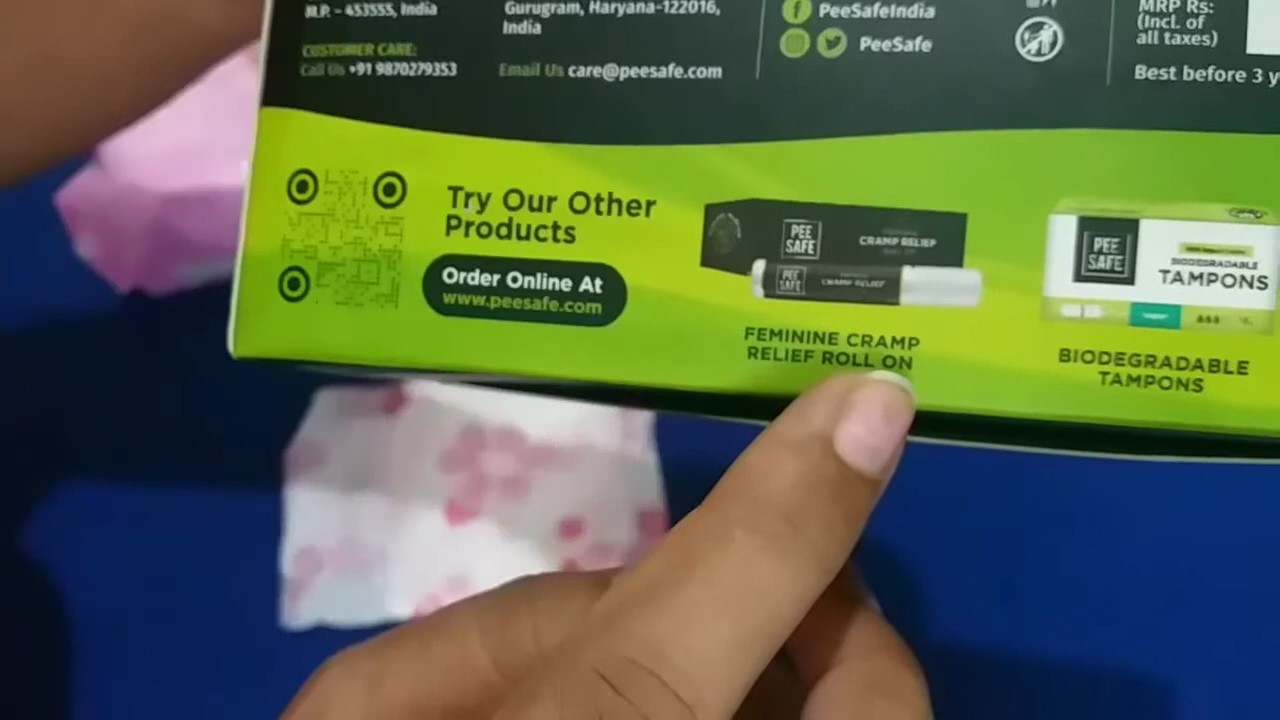 M.P. - 453555, India
CUSTOMER CARE:
Call Us +91 9870279353
Gurugram, Haryana-122016,
India
Email Us care@peesafe.com
PeeSafeIndia
PeeSafe
MRP Rs:
(Incl. of
all taxes)
Best before 3 y
Try Our Other
Products
Order Online At
www.peesafe.com
PEE
SAFE
CRAMP RELIEF
PEE
SAFE
CRAMP RELIEF
FEMININE CRAMP
RELIEF ROLL ON
PEE
SAFE
BIODEGRADABLE
TAMPONS
BIODEGRADABLE
TAMPONS